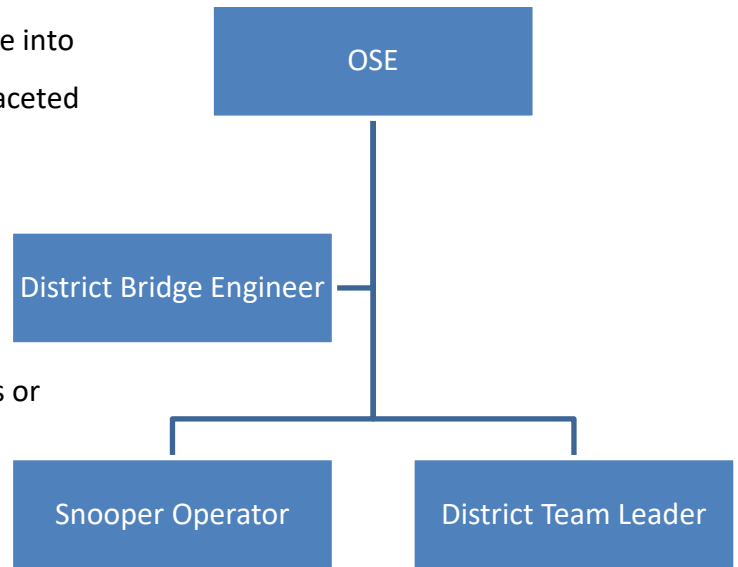 e into
OSE
aceted
District Bridge Engineer
s or
Snooper Operator
District Team Leader